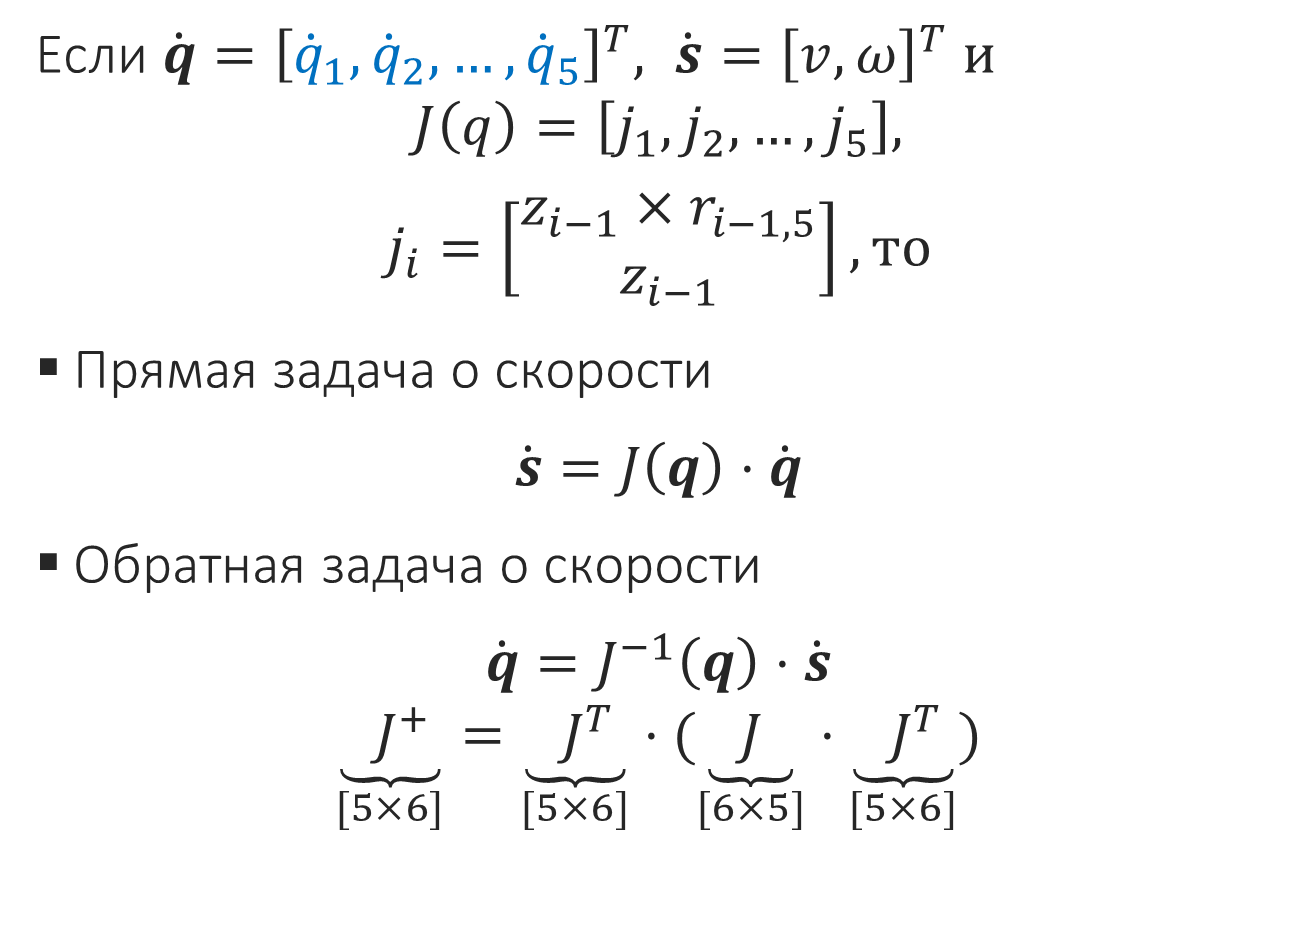 Если q̇ = [q̇₁, q̇₂, … , q̇₅]ᵀ, ṡ = [v, ω]ᵀ и
J(q) = [j₁, j₂, … , j₅],
jᵢ = [zᵢ₋₁ × rᵢ₋₁,₅
zᵢ₋₁] , то
▪ Прямая задача о скорости
ṡ = J(q) · q̇
▪ Обратная задача о скорости
q̇ = J⁻¹(q) · ṡ
J⁺ = Jᵀ · ( J · Jᵀ )
[5×6] [5×6] [6×5] [5×6]